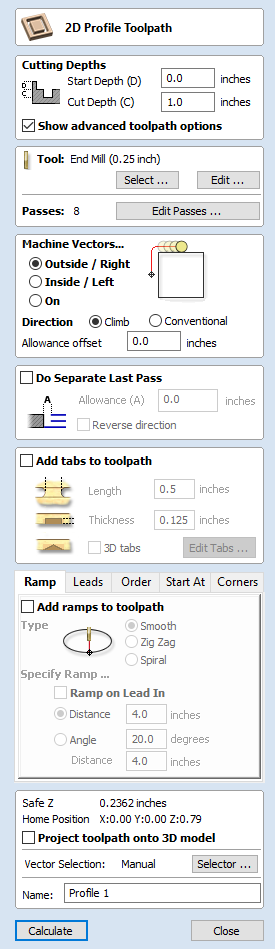 2D Profile Toolpath
Cutting Depths
Start Depth (D) 0.0 inches
D
C
Cut Depth (C) 1.0 inches
Show advanced toolpath options
Tool: End Mill (0.25 inch)
Select ... Edit ...
Passes: 8 Edit Passes ...
Machine Vectors...
Outside / Right
Inside / Left
On
Direction Climb Conventional
Allowance offset 0.0 inches
Do Separate Last Pass
A Allowance (A) 0.0 inches
Reverse direction
Add tabs to toolpath
Length 0.5 inches
Thickness 0.125 inches
3D tabs Edit Tabs ...
Ramp Leads Order Start At Corners
Add ramps to toolpath
Type Smooth
Zig Zag
Spiral
Specify Ramp ...
Ramp on Lead In
Distance 4.0 inches
Angle 20.0 degrees
Distance 4.0 inches
Safe Z 0.2362 inches
Home Position X:0.00 Y:0.00 Z:0.79
Project toolpath onto 3D model
Vector Selection: Manual Selector ...
Name: Profile 1
Calculate Close